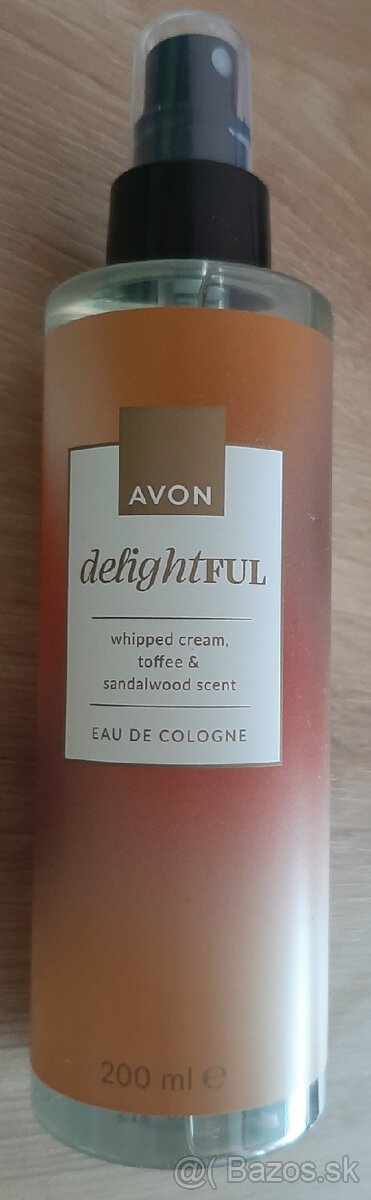 AVON
delightFUL
whipped cream,
toffee &
sandalwood scent
EAU DE COLOGNE
200 ml ℮
@( Bazos.sk